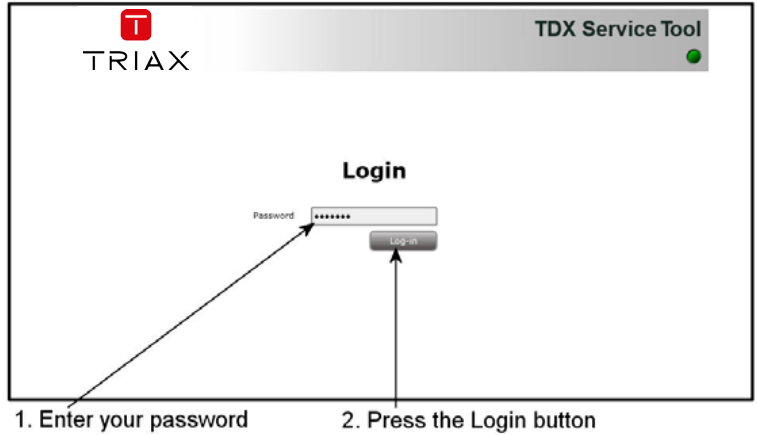 T
TRIAX
TDX Service Tool
Login
Password •••••••
Log-in
1. Enter your password
2. Press the Login button